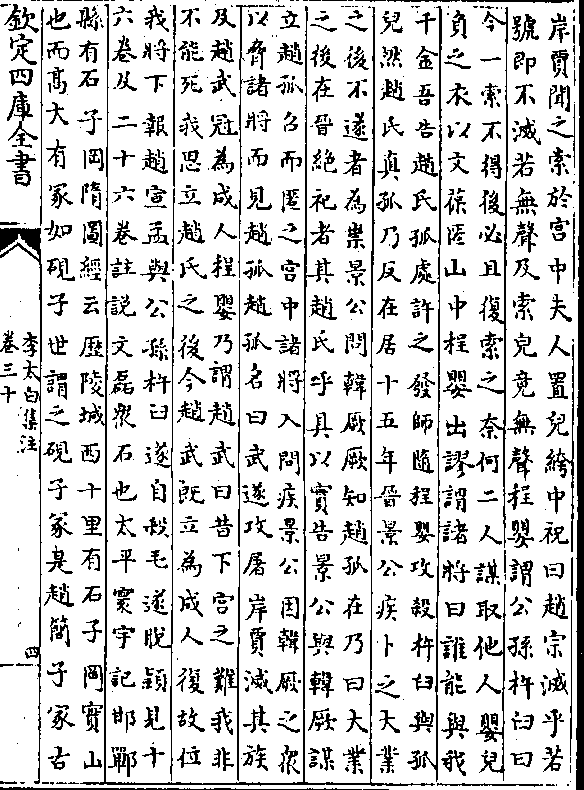 岸賈聞之索於宫中夫人置兒絝中祝曰趙宗滅乎若
號即不滅若無聲及索兒竟無聲程嬰謂公孫杵臼曰
今一索不得後必且復索之奈何二人謀取他人嬰兒
負之衣以文葆匿山中程嬰出謬謂諸將曰誰能與我
千金吾告趙氏孤處許之發師隨程嬰攻殺杵臼與孤
兒然趙氏真孤乃反在居十五年晉景公疾卜之大業
之後不遂者為祟景公問韓厥厥知趙孤在乃曰大業
之後在晉絶祀者其趙氏乎具以實告景公與韓厥謀
立趙孤召而匿之宫中諸將入問疾景公因韓厥之衆
以脅諸將而見趙孤趙孤名曰武遂攻屠岸賈滅其族
及趙武冠為成人程嬰乃謂趙武曰昔下宫之難我非
不能死我思立趙氏之後今趙武既立為成人復故位
我將下報趙宣孟與公孫杵臼遂自殺毛遂脱穎見十
六卷及二十六卷註説文磊衆石也太平寰宇記邯鄲
縣有石子岡隋圖經云歴陵城西十里有石子岡實山
也而髙大有冢如硯子世謂之硯子冢是趙簡子冢古
欽定四庫全書
李太白集注
卷三十
四